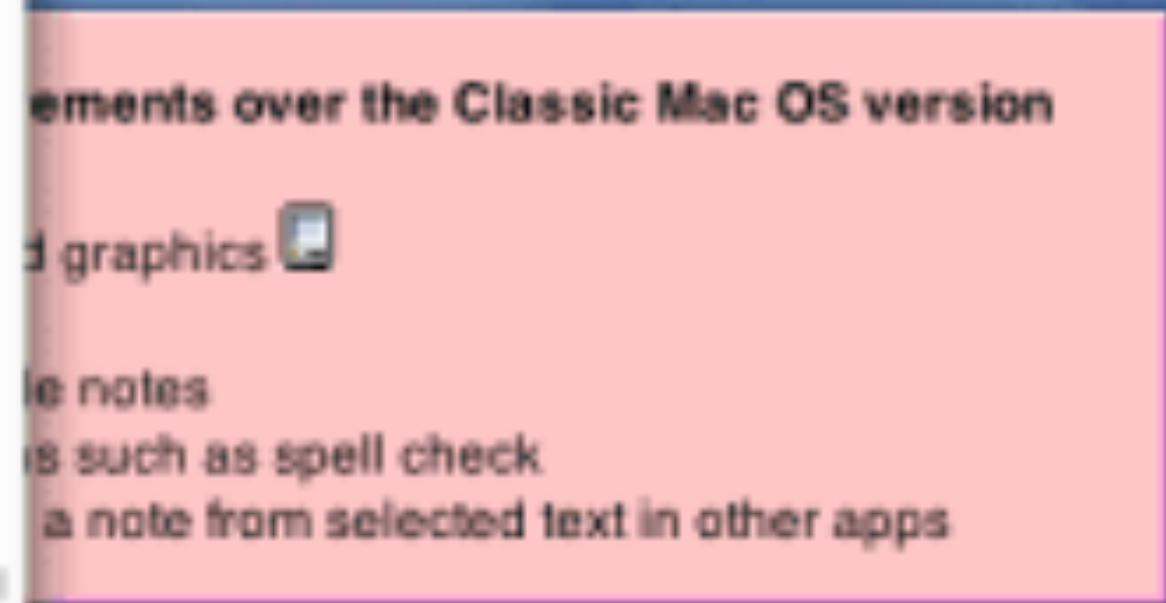 ements over the Classic Mac OS version
d graphics
le notes
s such as spell check
a note from selected text in other apps